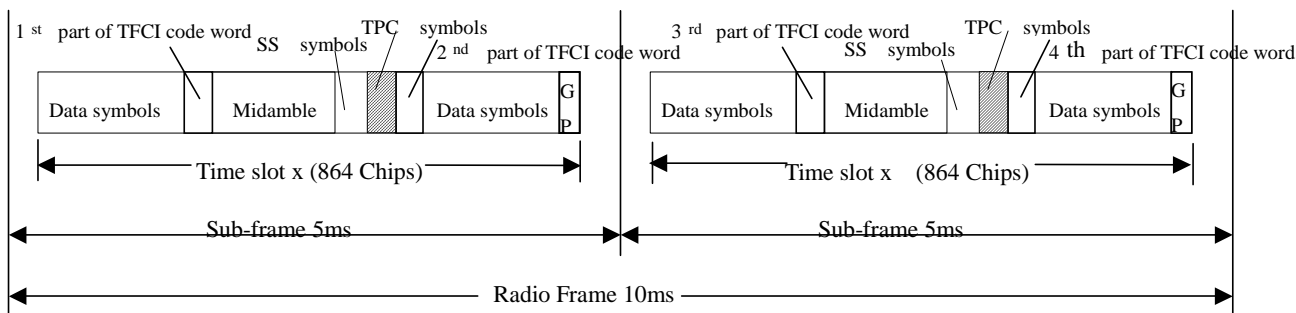 1 st part of TFCI code word
SS symbols
TPC symbols
2 nd part of TFCI code word
Data symbols
Midamble
Data symbols
G
P
Time slot x (864 Chips)
3 rd part of TFCI code word
SS symbols
TPC symbols
4 th part of TFCI code word
Data symbols
Midamble
Data symbols
G
P
Time slot x (864 Chips)
Sub-frame 5ms
Sub-frame 5ms
Radio Frame 10ms